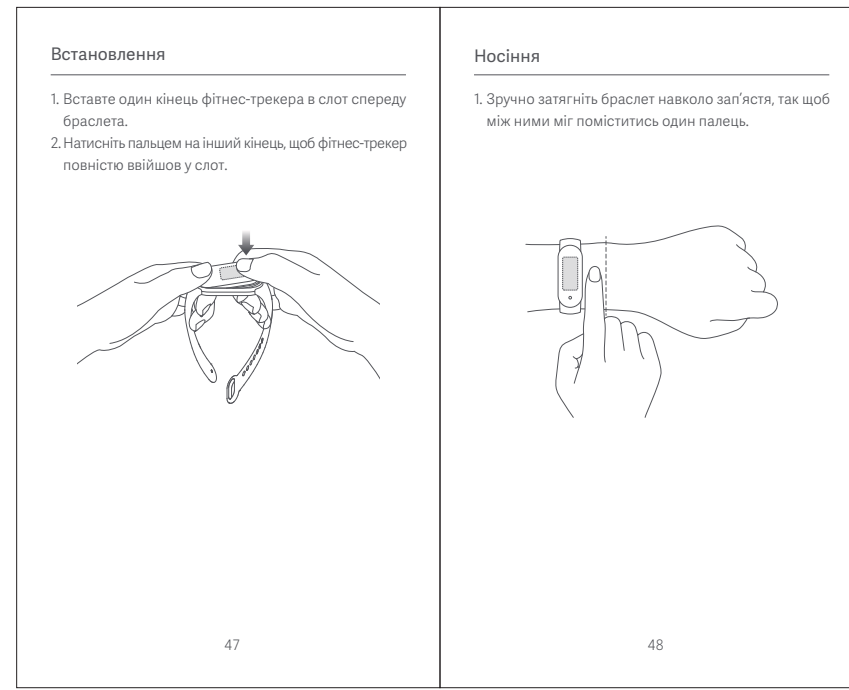 Встановлення
1. Вставте один кінець фітнес-трекера в слот спереду
браслета.
2. Натисніть пальцем на інший кінець, щоб фітнес-трекер
повністю ввійшов у слот.
47
Носіння
1. Зручно затягніть браслет навколо зап’ястя, так щоб
між ними міг поміститись один палець.
48